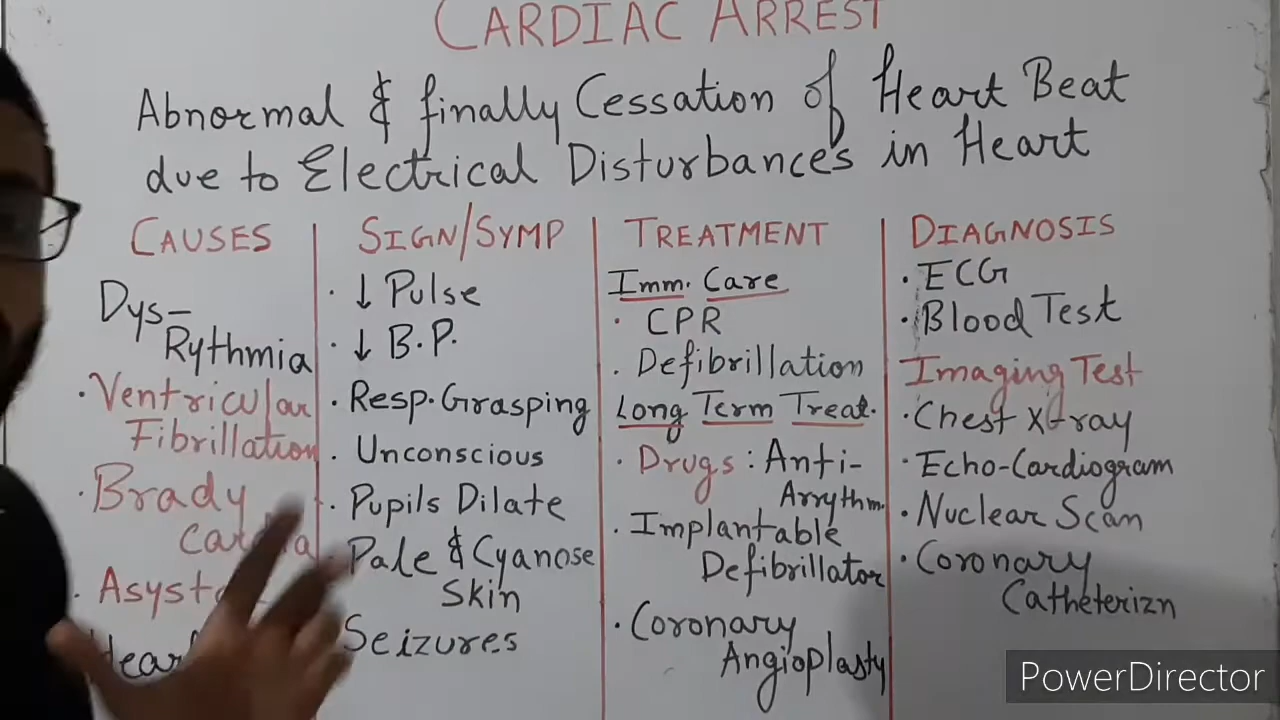 CARDIAC ARREST
Abnormal & finally Cessation of Heart Beat
due to Electrical Disturbances in Heart
CAUSES
Dys-
Rythmia
· Ventricular
Fibrillation
· Brady
· SIGN/SYMP
· ↓ Pulse
· ↓ B.P.
· Resp. Grasping
· Unconscious
· Pupils Dilate
· Pale & Cyanose
Skin
Seizures
TREATMENT
Imm. Care
· CPR
· Defibrillation
Long Term Treat.
· Drugs: Anti-
Arrythm
· Implantable
Defibrillator
· Coronary
Angioplasty
DIAGNOSIS
· ECG
· Blood Test
Imaging Test
· Chest X-ray
· Echo-Cardiogram
· Nuclear Scan
· Coronary
Catheterizn
PowerDirector